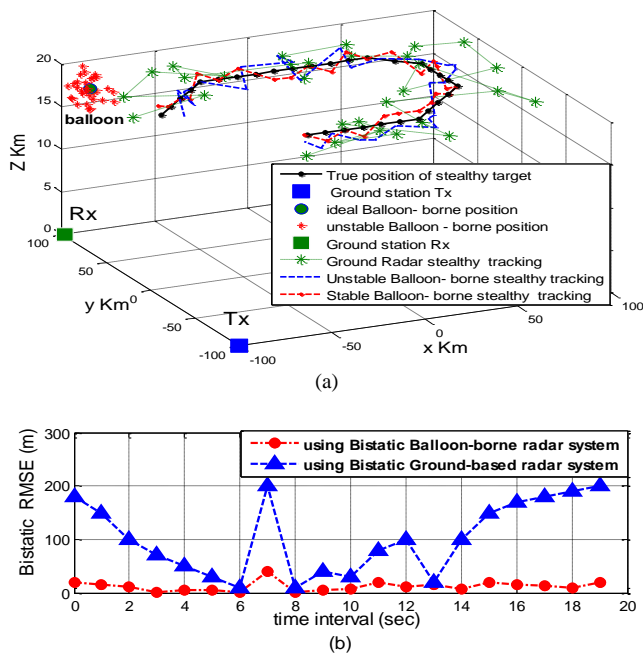 20
15
10
5
0
Z Km
balloon
Rx
100
50
y Km0
-50
-100
Tx
-100
-50
0
x Km
50
100
True position of stealthy target
Ground station Tx
ideal Balloon- borne position
unstable Balloon - borne position
Ground station Rx
Ground Radar stealthy tracking
Unstable Balloon- borne stealthy tracking
Stable Balloon- borne stealthy tracking
(a)
Bistatic RMSE (m)
300
200
100
0
using Bistatic Balloon-borne radar system
using Bistatic Ground-based radar system
0 2 4 6 8 10 12 14 16 18 20
time interval (sec)
(b)